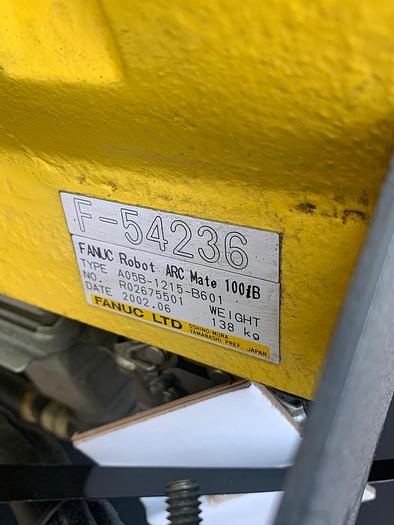 F-54236
FANUC Robot ARC Mate 100iB
TYPE A05B-1215-B601
NO. R02675501 WEIGHT
DATE 2002.06 138 kg
FANUC LTD OSHINO-MURA
YAMANASHI PREF. JAPAN